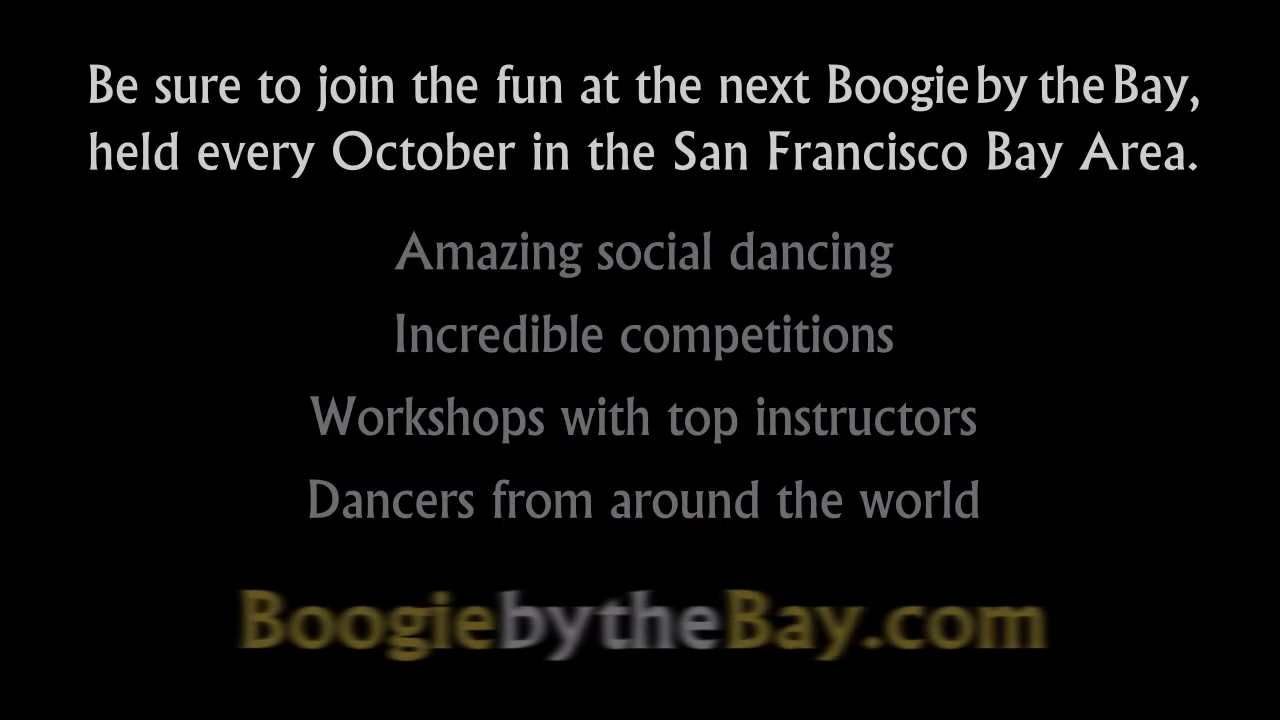 Be sure to join the fun at the next Boogie by the Bay,
held every October in the San Francisco Bay Area.
Amazing social dancing
Incredible competitions
Workshops with top instructors
Dancers from around the world
BoogiebytheBay.com